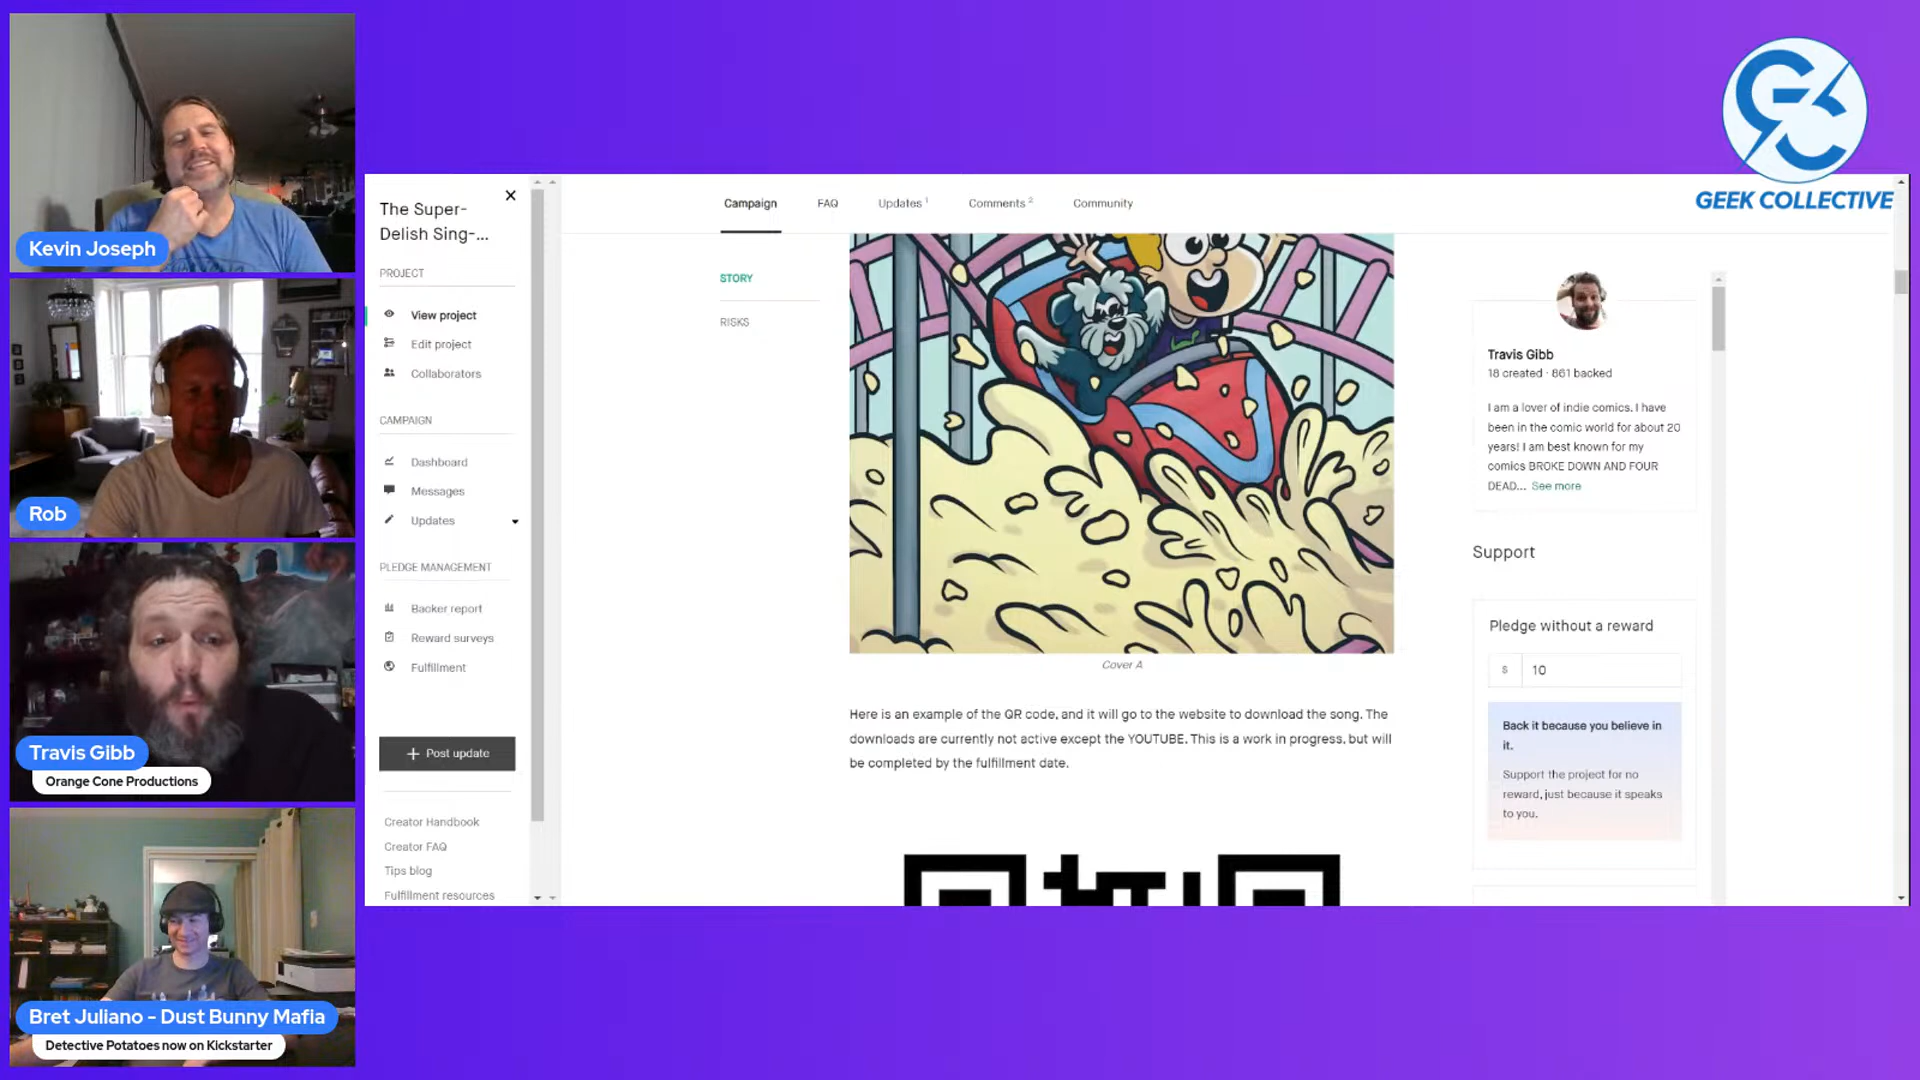 GEEK COLLECTIVE
Kevin Joseph
Rob
Travis Gibb
Orange Cone Productions
Bret Juliano - Dust Bunny Mafia
Detective Potatoes now on Kickstarter
The Super-
Delish Sing-...
PROJECT
View project
Edit project
Collaborators
CAMPAIGN
Dashboard
Messages
Updates
PLEDGE MANAGEMENT
Backer report
Reward surveys
Fulfillment
Post update
Creator Handbook
Creator FAQ
Tips blog
Fulfillment resources
Campaign
FAQ
Updates 1
Comments 2
Community
STORY
RISKS
Cover A
Here is an example of the QR code, and it will go to the website to download the song. The
downloads are currently not active except the YOUTUBE. This is a work in progress, but will
be completed by the fulfillment date.
Travis Gibb
18 created · 861 backed
I am a lover of indie comics. I have
been in the comic world for about 20
years! I am best known for my
comics BROKE DOWN AND FOUR
DEAD... See more
Support
Pledge without a reward
$ 10
Back it because you believe in
it.
Support the project for no
reward, just because it speaks
to you.